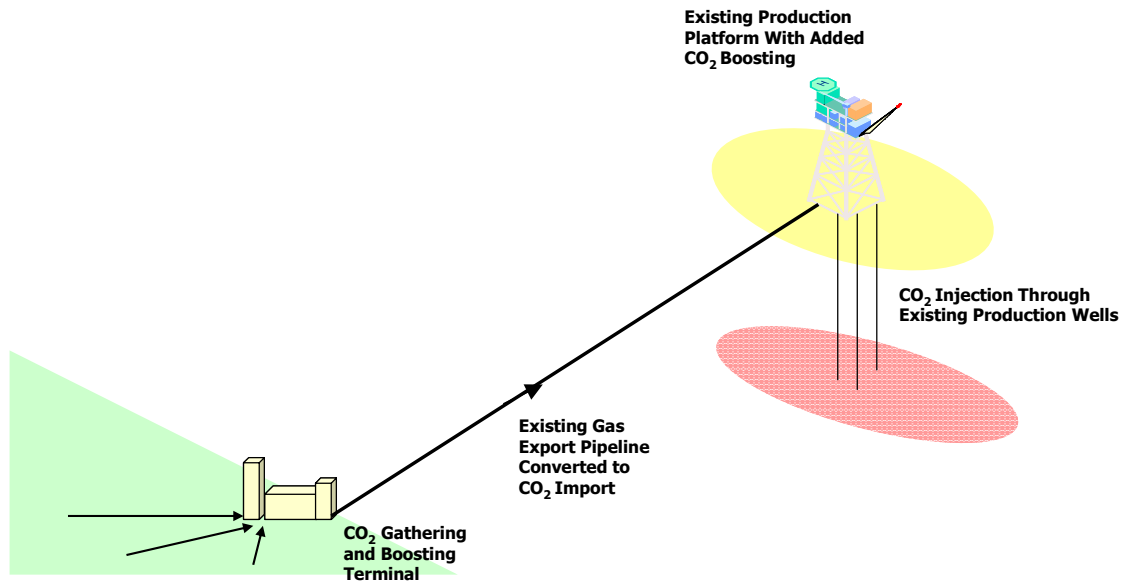 Existing Production
Platform With Added
CO2 Boosting
H
CO2 Injection Through
Existing Production Wells
Existing Gas
Export Pipeline
Converted to
CO2 Import
CO2 Gathering
and Boosting
Terminal